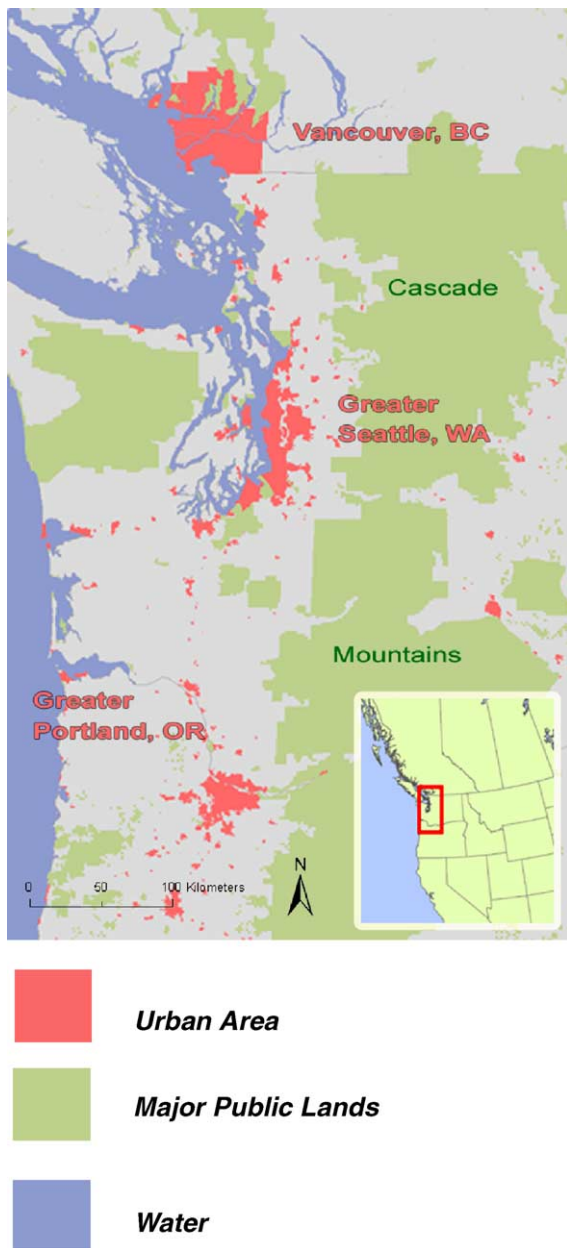 Vancouver, BC
Cascade
Greater
Seattle, WA
Mountains
Greater
Portland, OR
N
0 50 100 Kilometers
Urban Area
Major Public Lands
Water